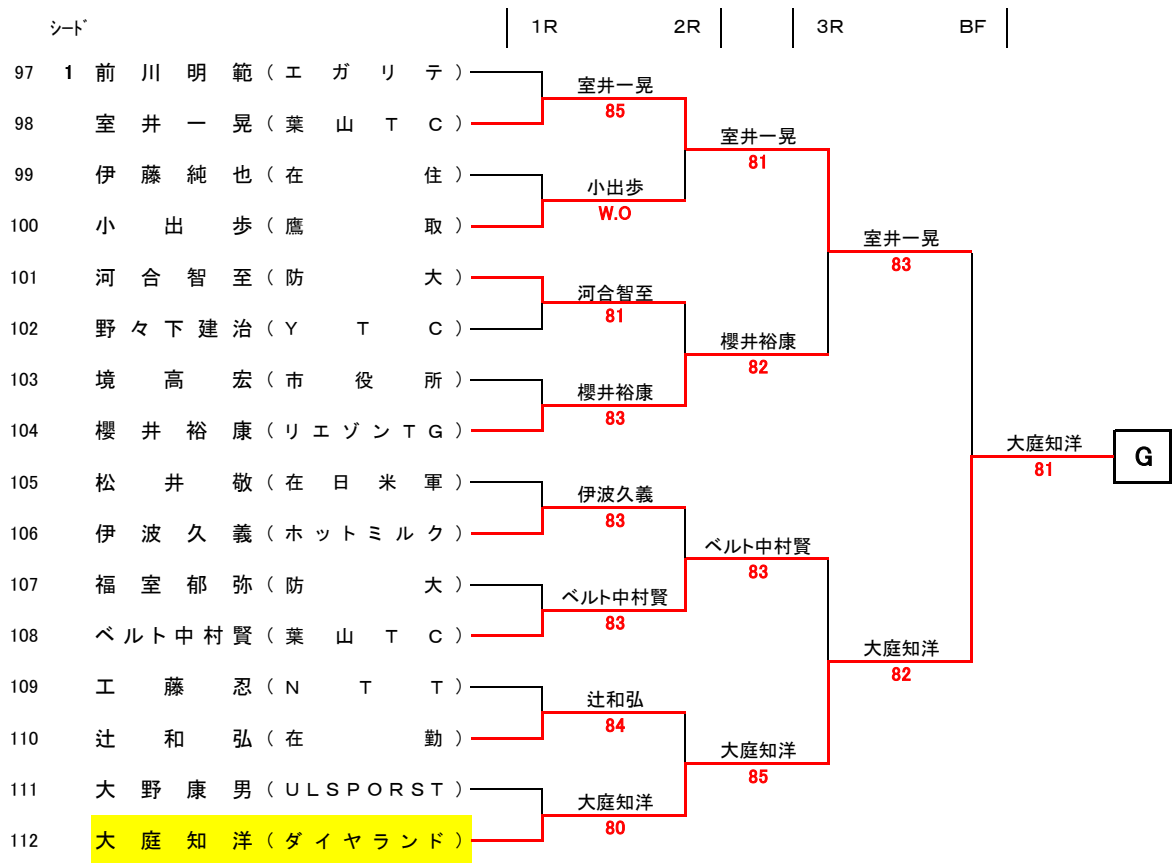 シード 1R 2R 3R BF
97 1 前川明範(エガリテ)
室井一晃
98 室井一晃(葉山TC) 85
室井一晃
81
99 伊藤純也(在住)
小出歩
W.O
100 小出歩(鷹取)
室井一晃
83
101 河合智至(防大)
河合智至
81
102 野々下建治(YTC)
櫻井裕康
82
103 境高宏(市役所)
櫻井裕康
83
104 櫻井裕康(リエゾンTG)
大庭知洋 G
81
105 松井敬(在日米軍)
伊波久義
83
106 伊波久義(ホットミルク)
ベルト中村賢
83
107 福室郁弥(防大)
ベルト中村賢
83
108 ベルト中村賢(葉山TC)
大庭知洋
82
109 工藤忍(NTT)
辻和弘
84
110 辻和弘(在勤)
大庭知洋
85
111 大野康男(ULSPORST)
大庭知洋
80
112 大庭知洋(ダイヤランド)